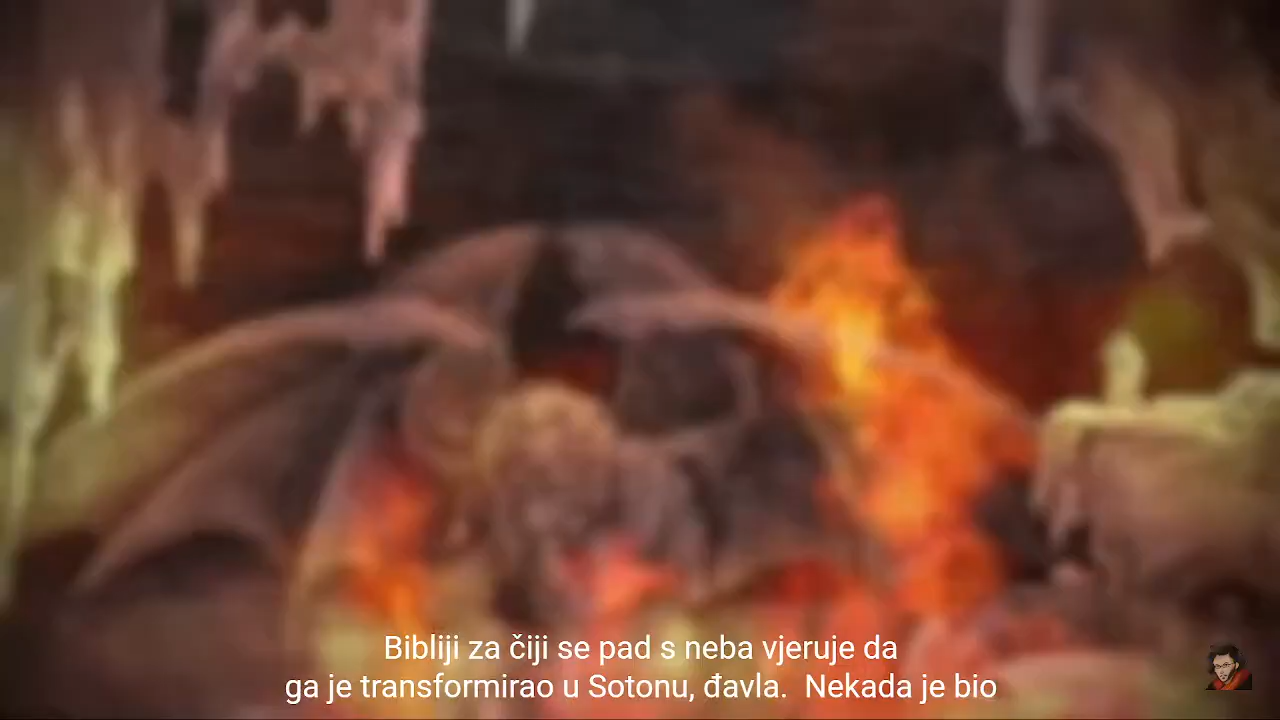 Bibliji za čiji se pad s neba vjeruje da
ga je transformirao u Sotonu, đavla.  Nekada je bio